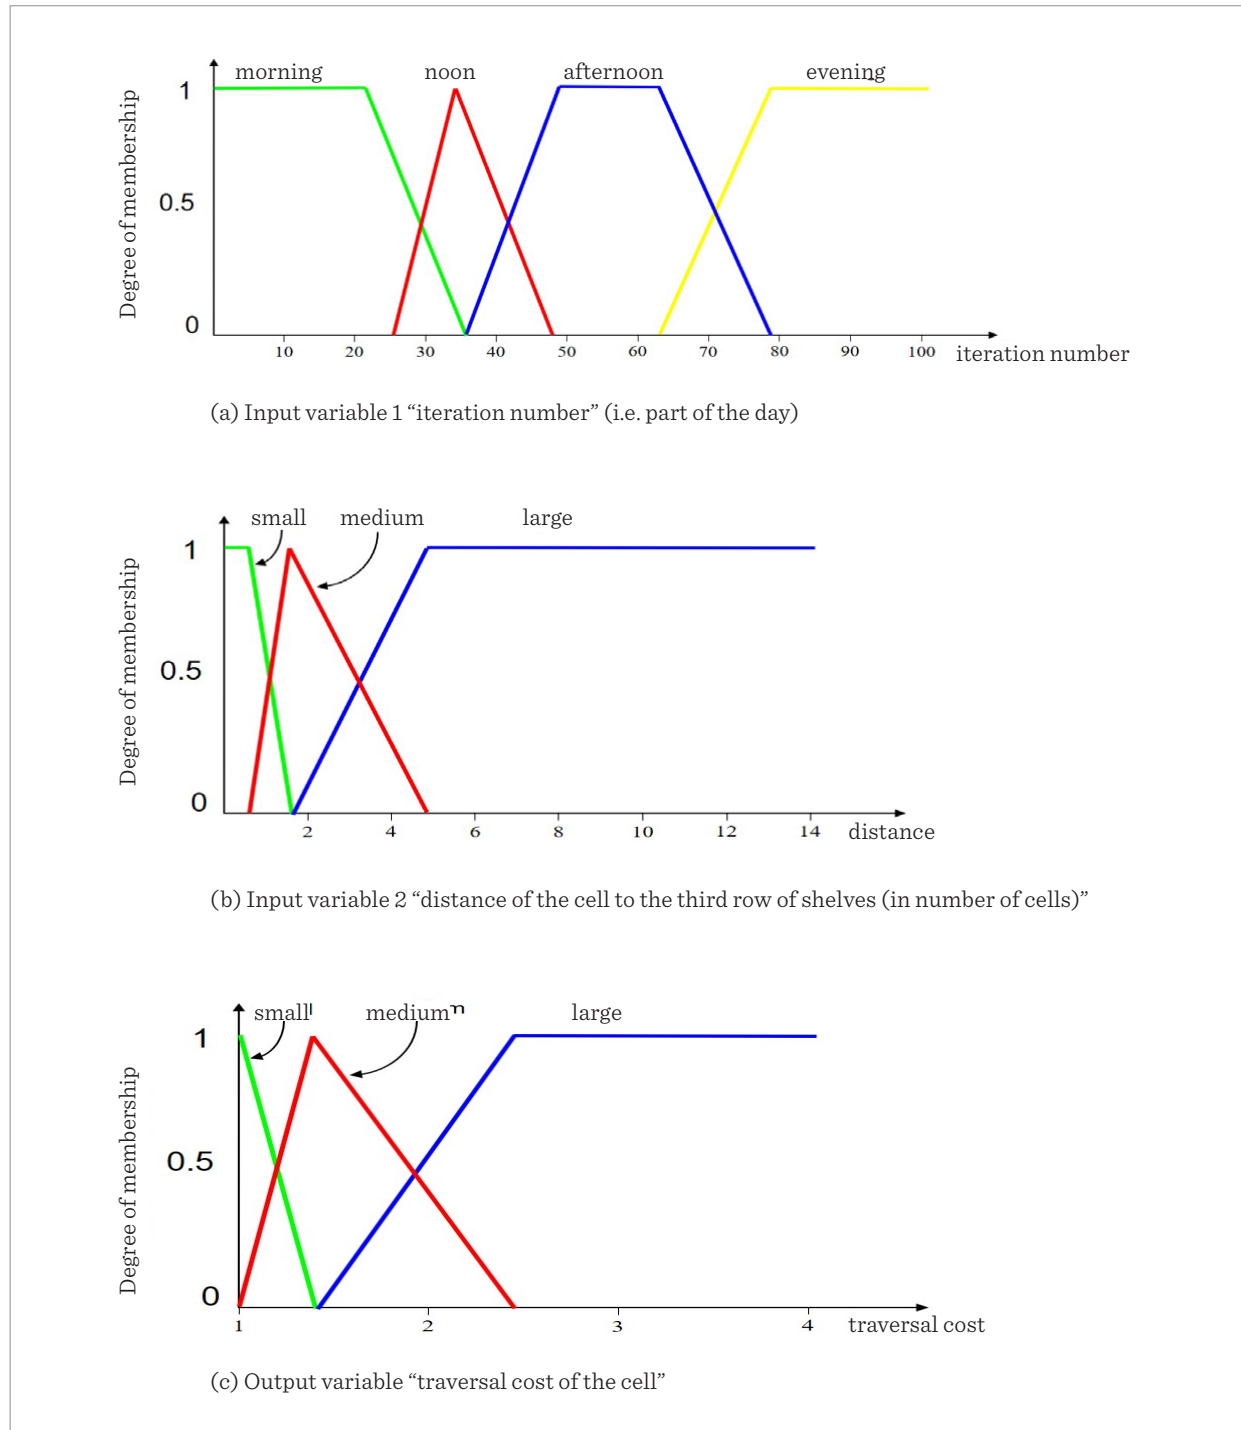 morning noon afternoon evening
Degree of membership
1
0.5
0
10 20 30 40 50 60 70 80 90 100 iteration number
(a) Input variable 1 “iteration number” (i.e. part of the day)
small medium large
Degree of membership
1
0.5
0
2 4 6 8 10 12 14 distance
(b) Input variable 2 “distance of the cell to the third row of shelves (in number of cells)”
small medium large
Degree of membership
1
0.5
0
1 2 3 4 traversal cost
(c) Output variable “traversal cost of the cell”